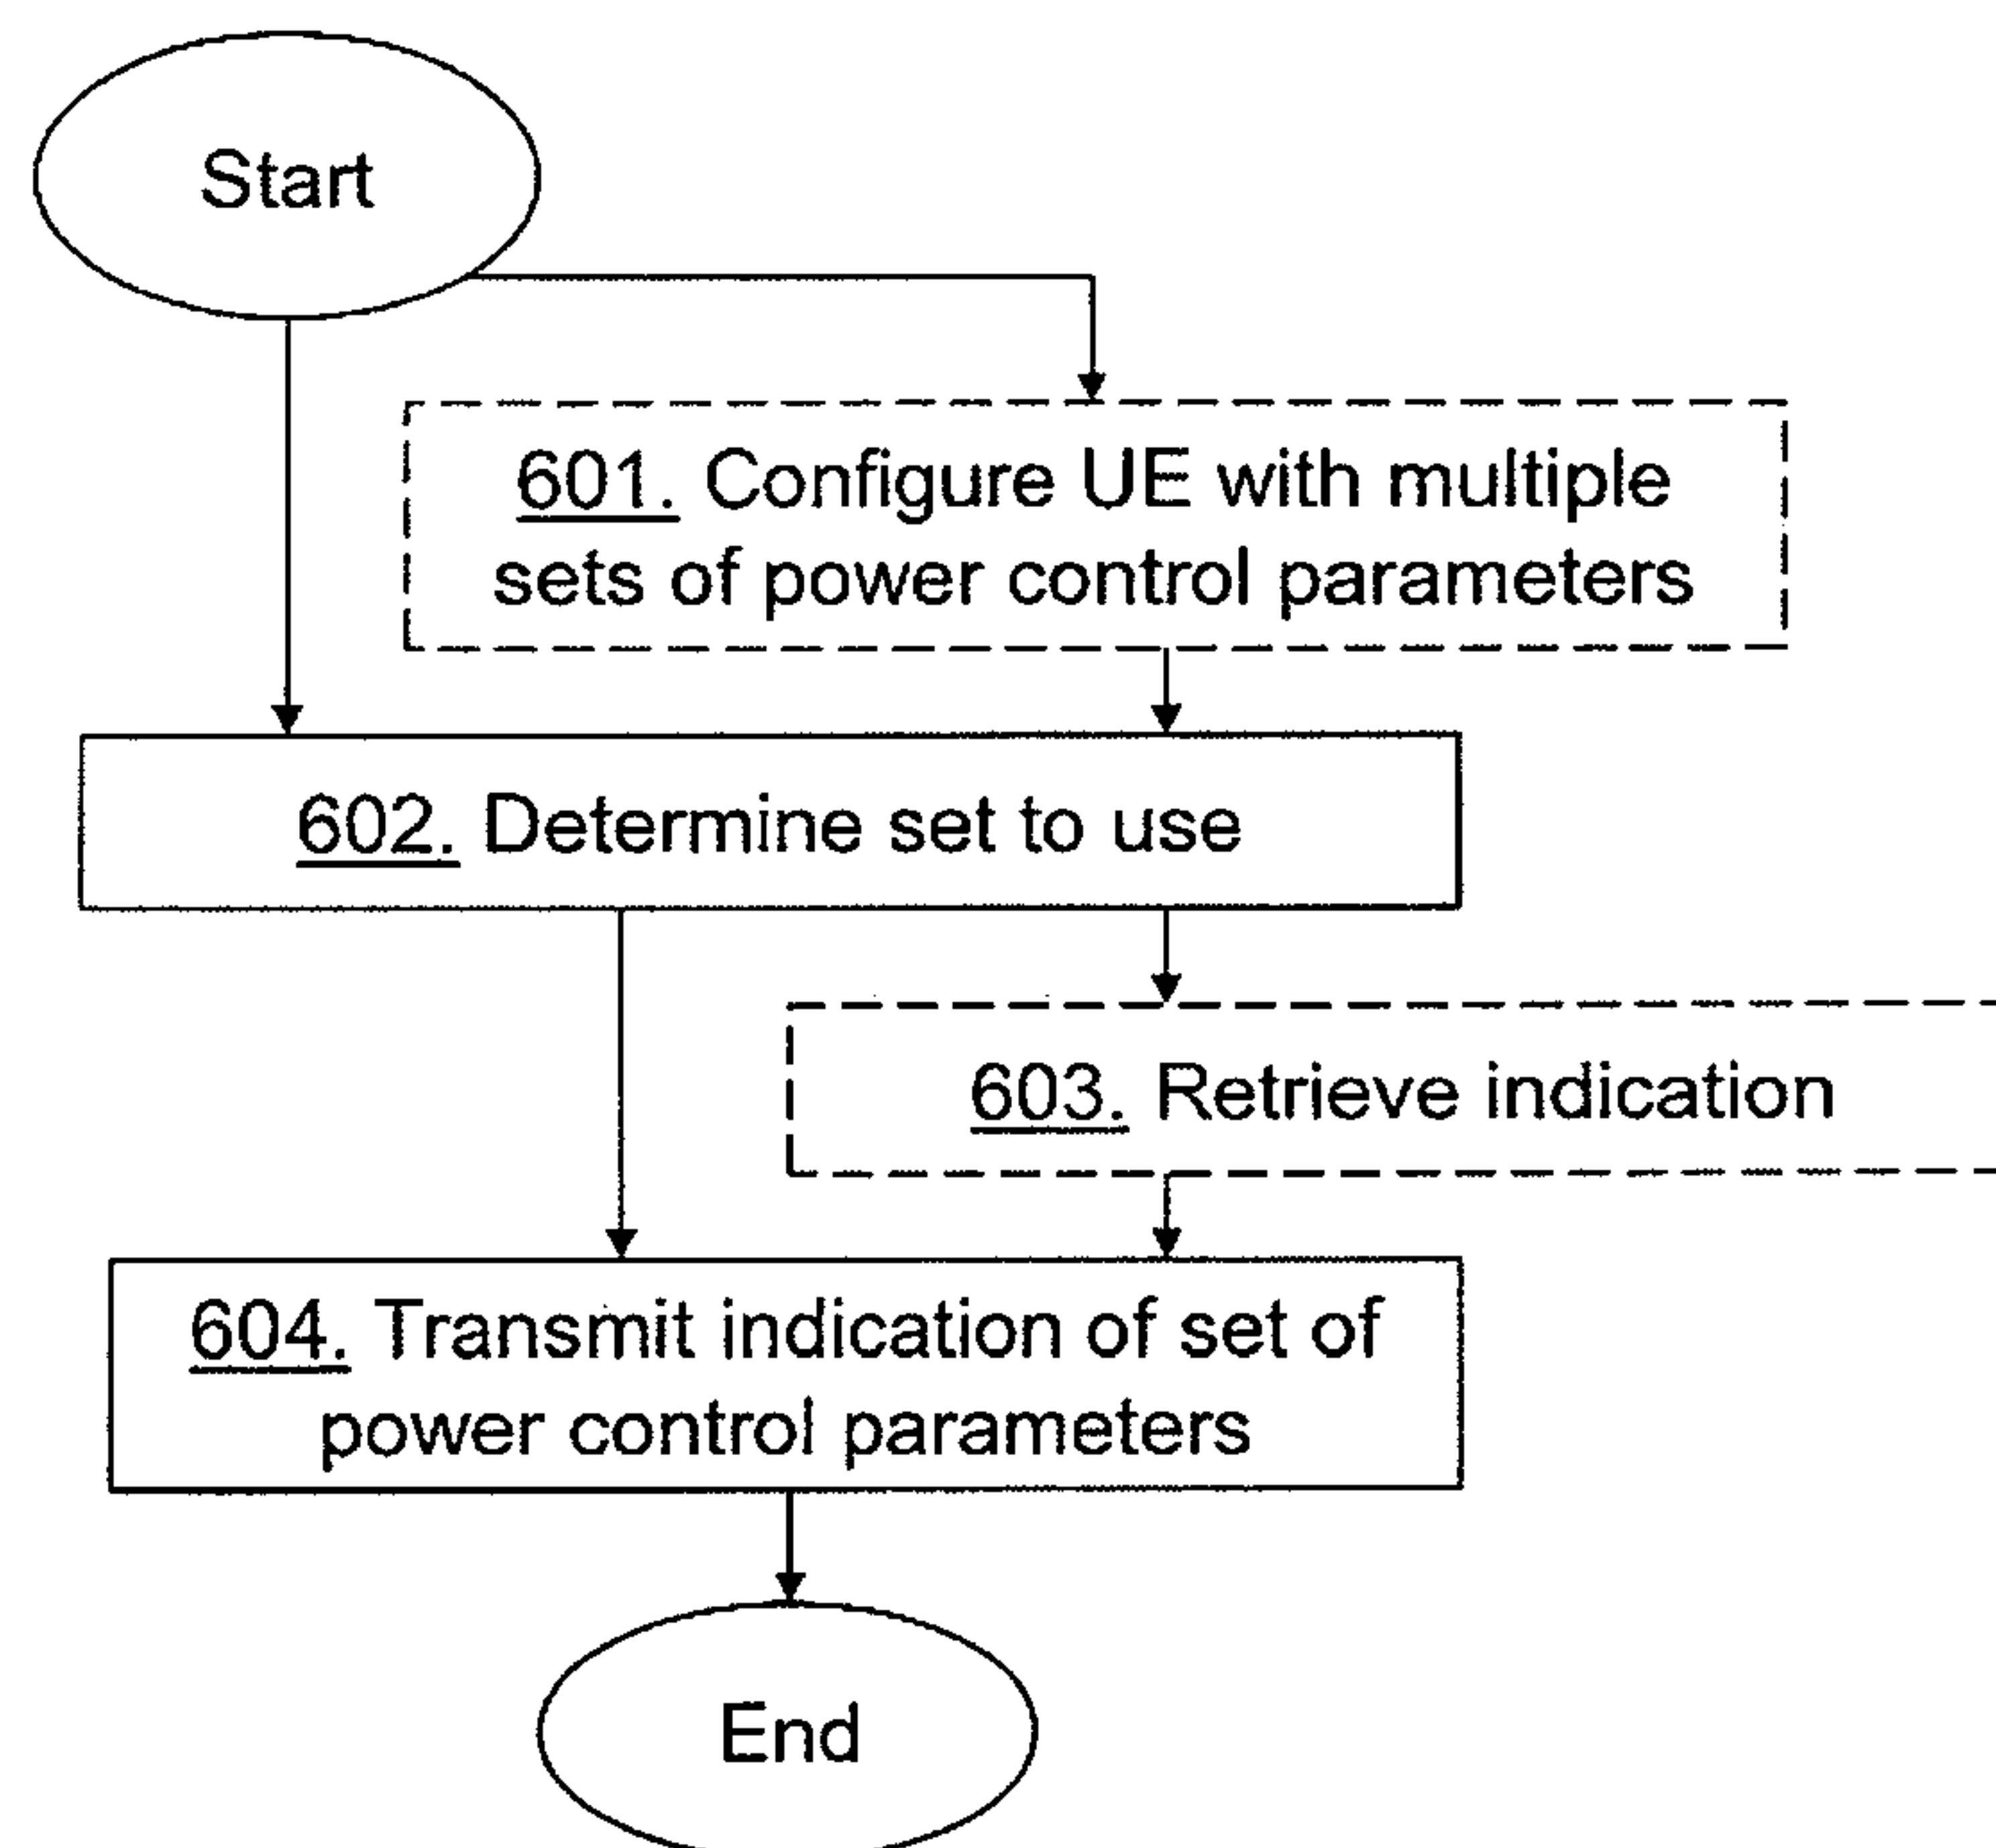 Start
601. Configure UE with multiple
sets of power control parameters
602. Determine set to use
603. Retrieve indication
604. Transmit indication of set of
power control parameters
End